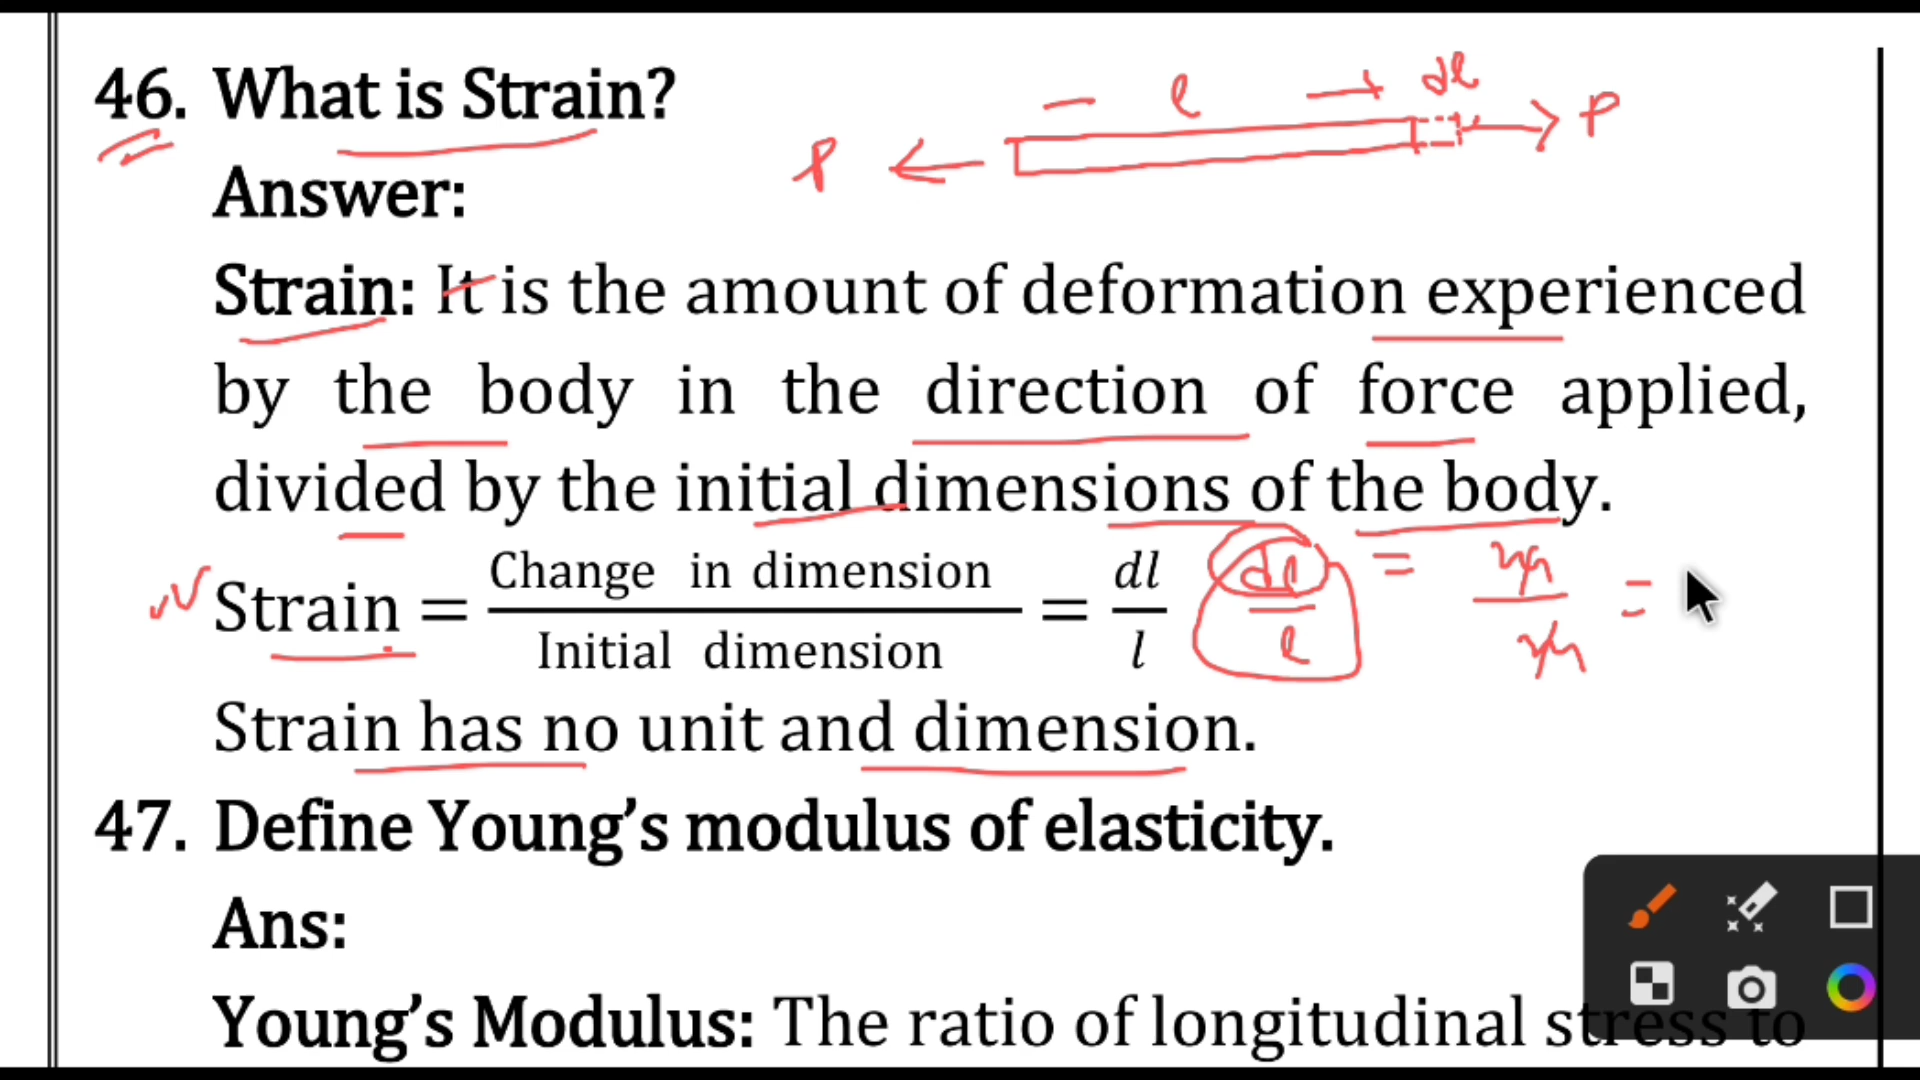 46. What is Strain?
l dl
P P
Answer:
Strain: It is the amount of deformation experienced
by the body in the direction of force applied,
divided by the initial dimensions of the body.
Strain = Change in dimension / Initial dimension = dl / l dl / l = = 
Strain has no unit and dimension.
47. Define Young's modulus of elasticity.
Ans:
Young's Modulus: The ratio of longitudinal stress to